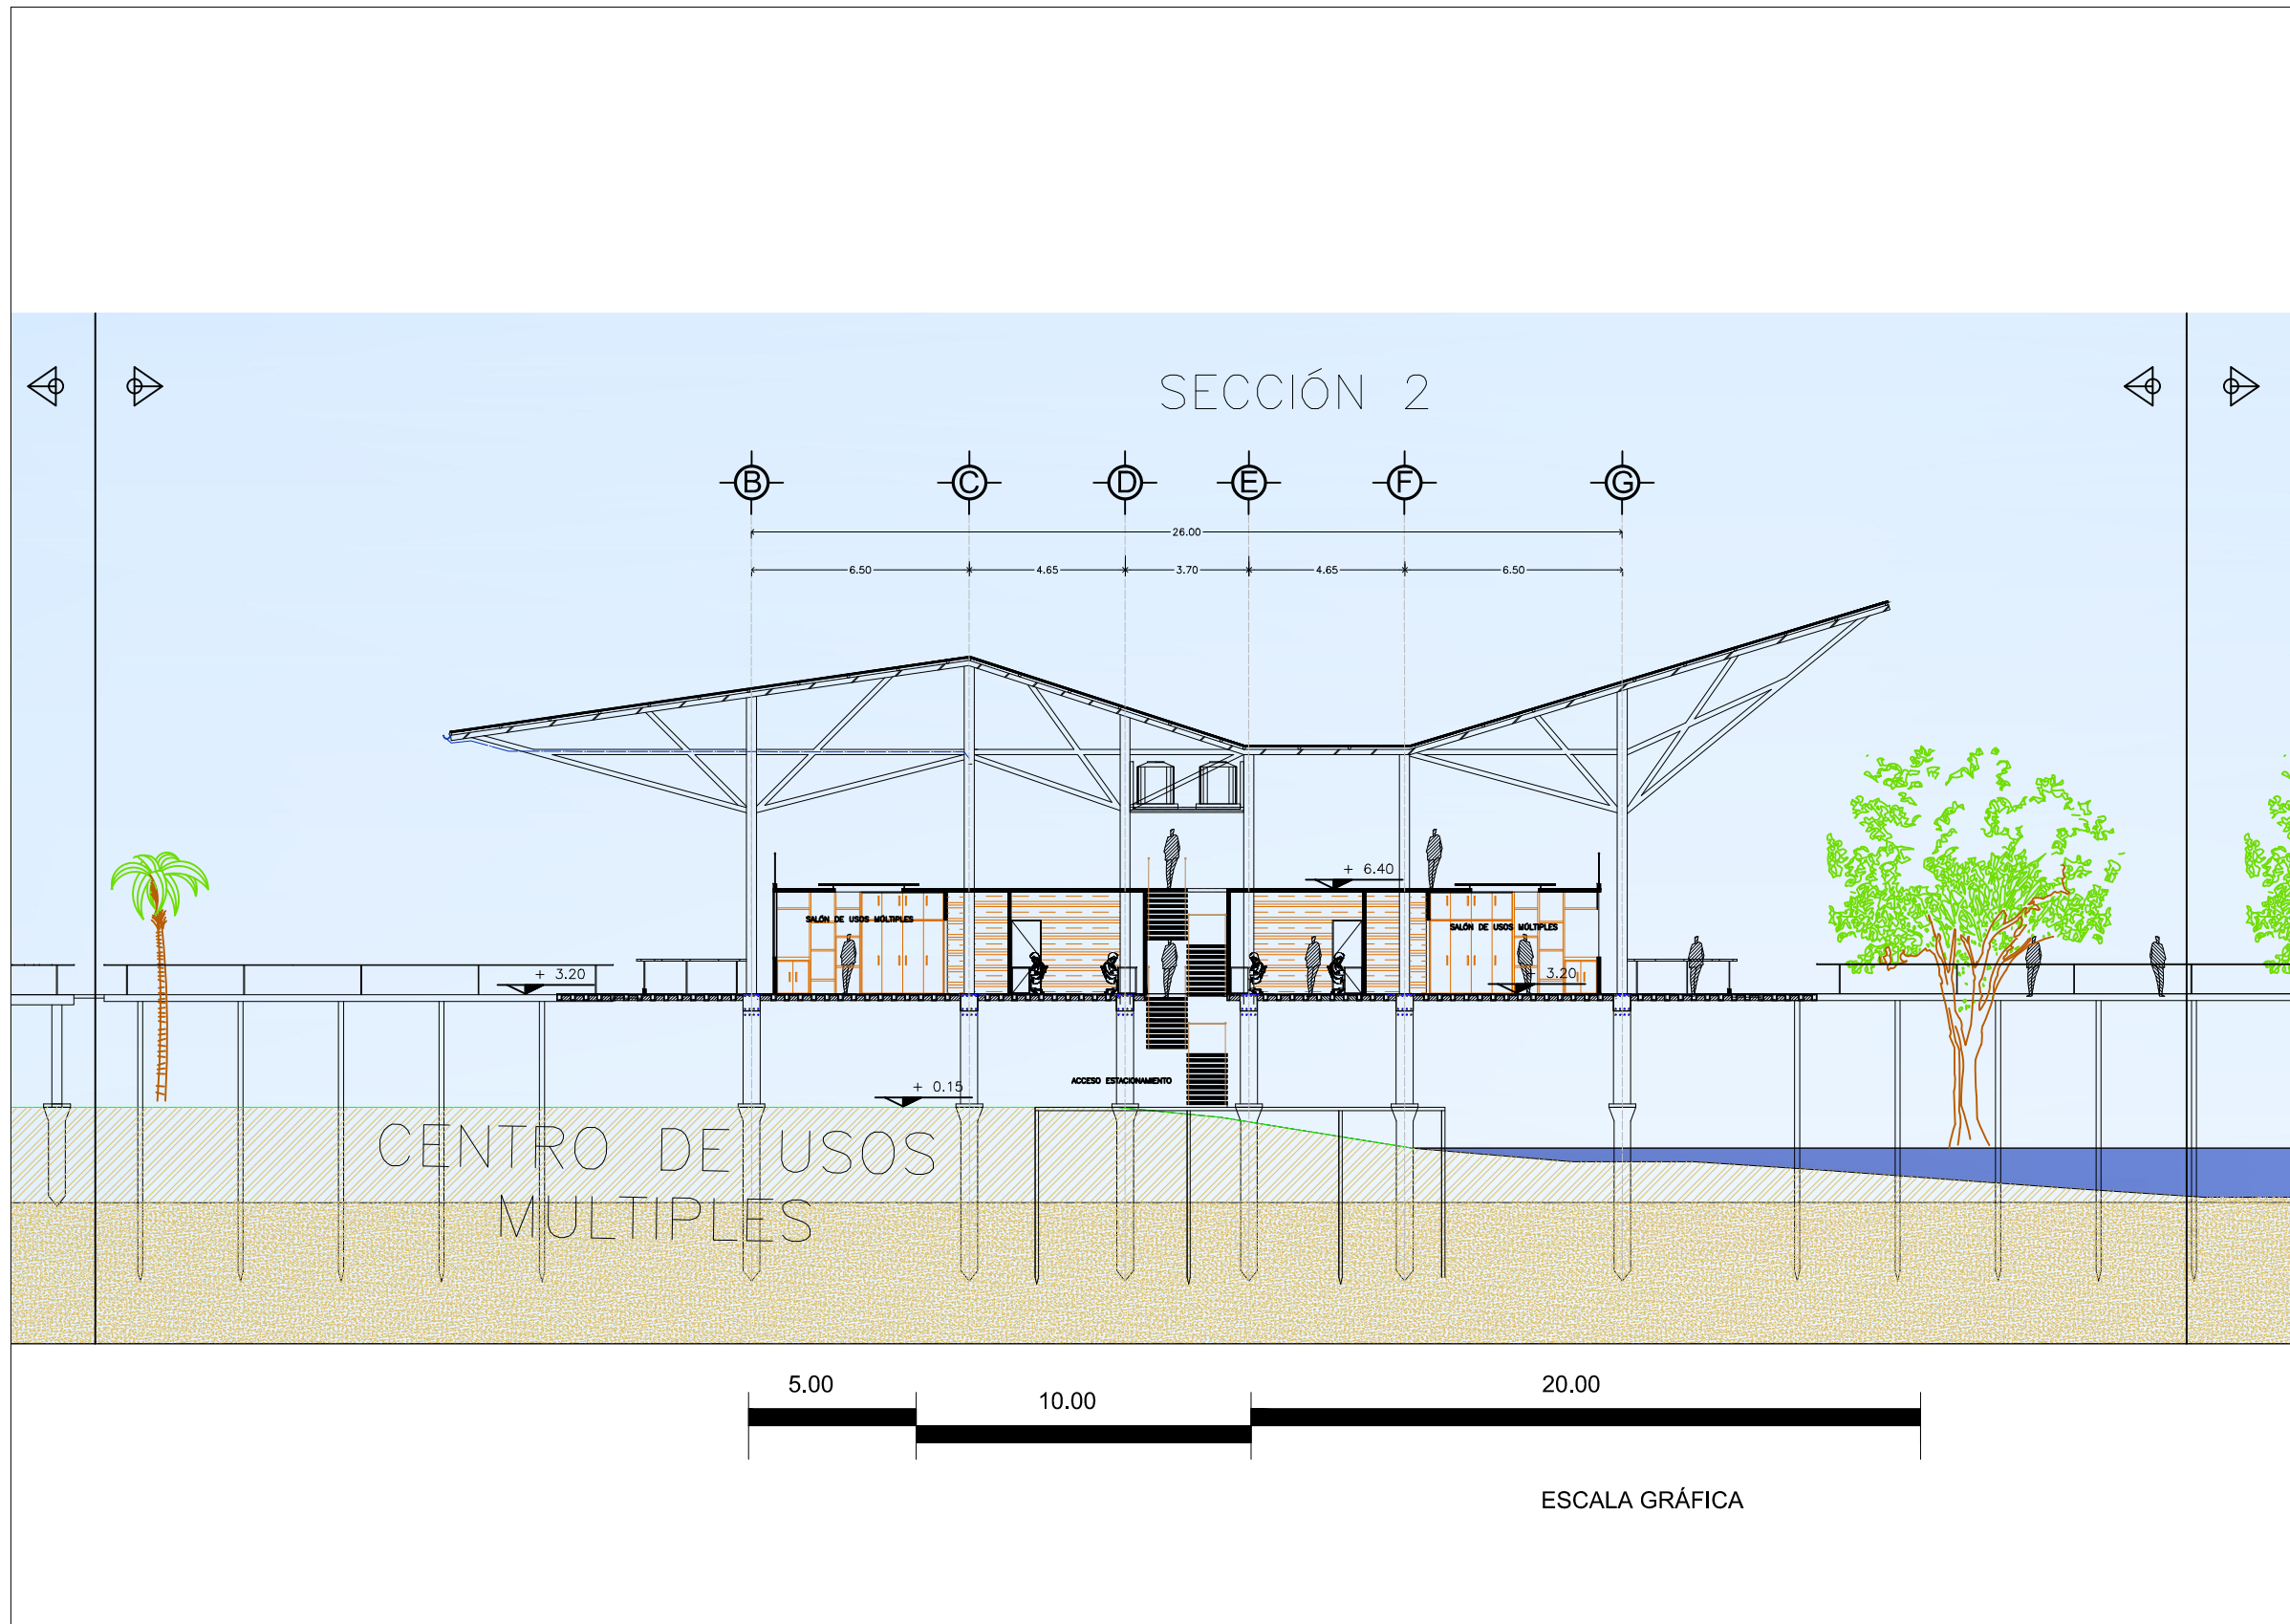 SECCIÓN 2
B C D E F G
26.00
6.50 4.65 3.70 4.65 6.50
+ 6.40
SALÓN DE USOS MÚLTIPLES
SALÓN DE USOS MÚLTIPLES
+ 3.20
+ 3.20
ACCESO ESTACIONAMIENTO
+ 0.15
CENTRO DE USOS
MULTIPLES
5.00
10.00
20.00
ESCALA GRÁFICA